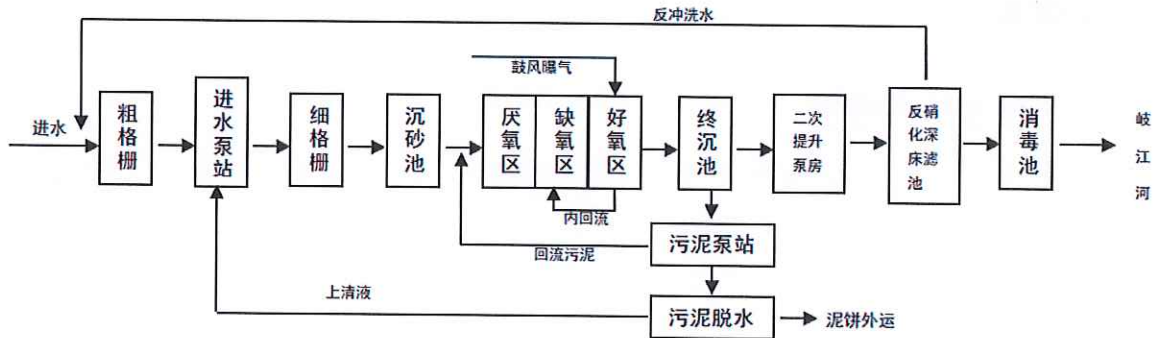 反冲洗水
鼓风曝气
进水
粗格栅
进水泵站
细格栅
沉砂池
厌氧区
缺氧区
好氧区
终沉池
二次
提升
泵房
反硝
化深
床滤
池
消毒池
岐江河
内回流
回流污泥
污泥泵站
上清液
污泥脱水
泥饼外运